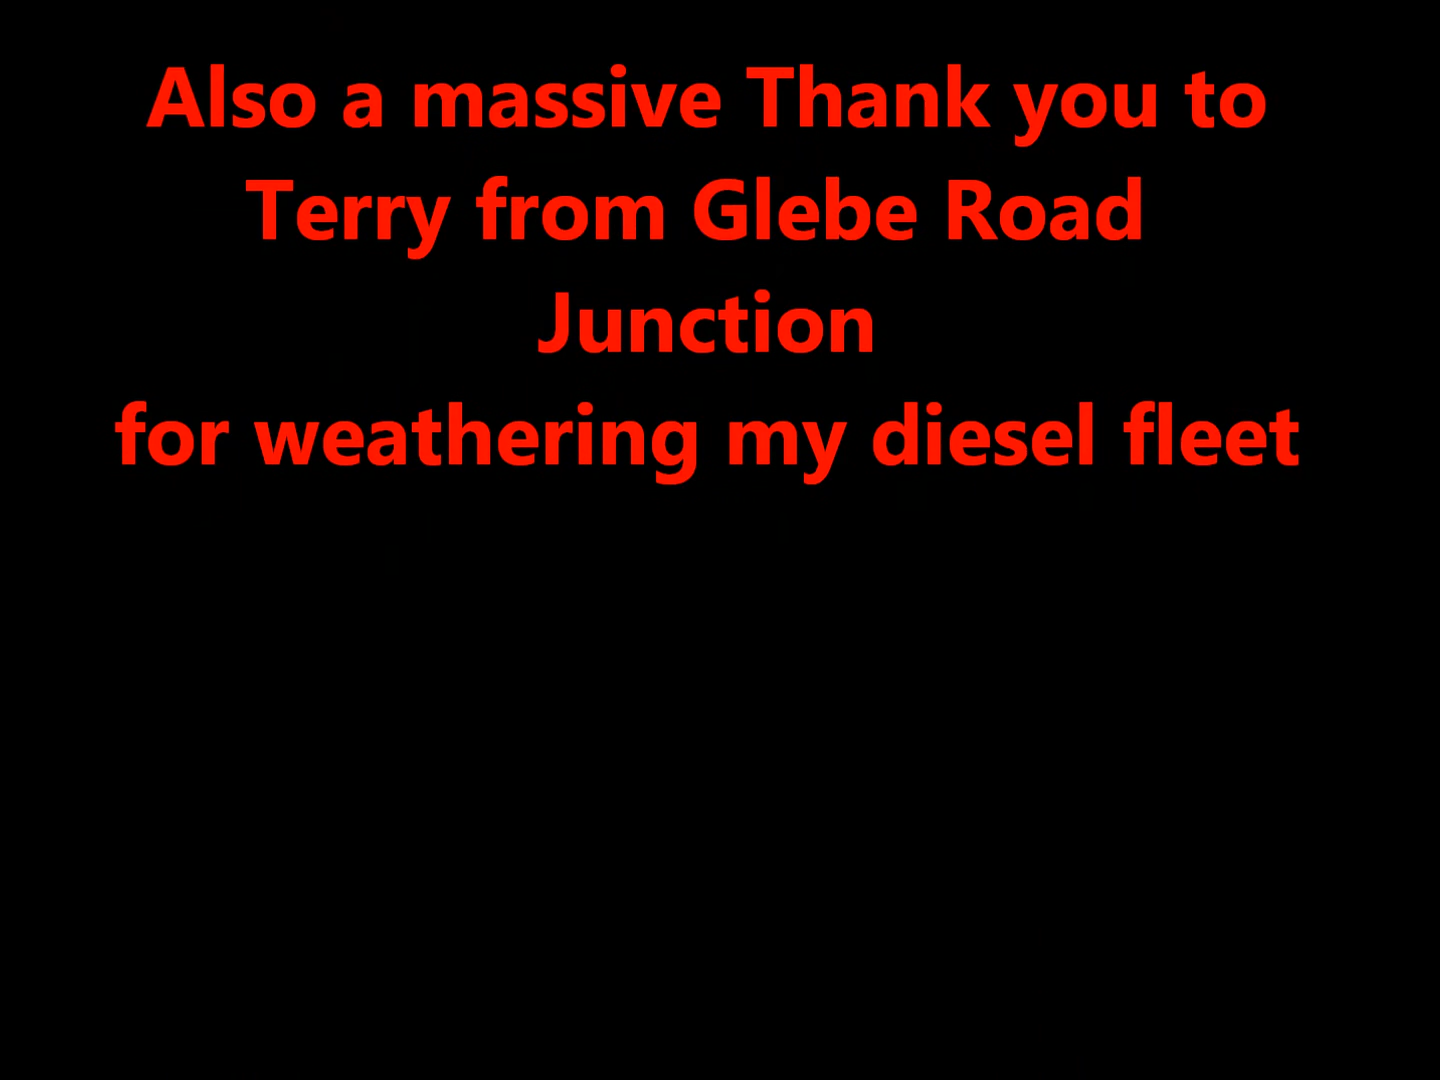 Also a massive Thank you to
Terry from Glebe Road
Junction
for weathering my diesel fleet